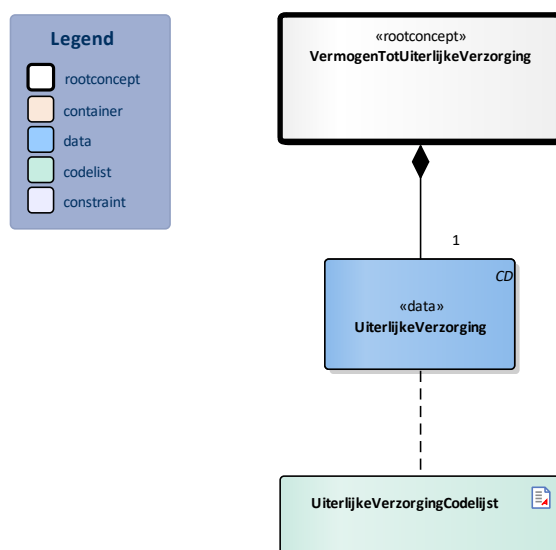 Legend
rootconcept
container
data
codelist
constraint
«rootconcept»
VermogenTotUiterlijkeVerzorging
1
CD
«data»
UiterlijkeVerzorging
UiterlijkeVerzorgingCodelijst